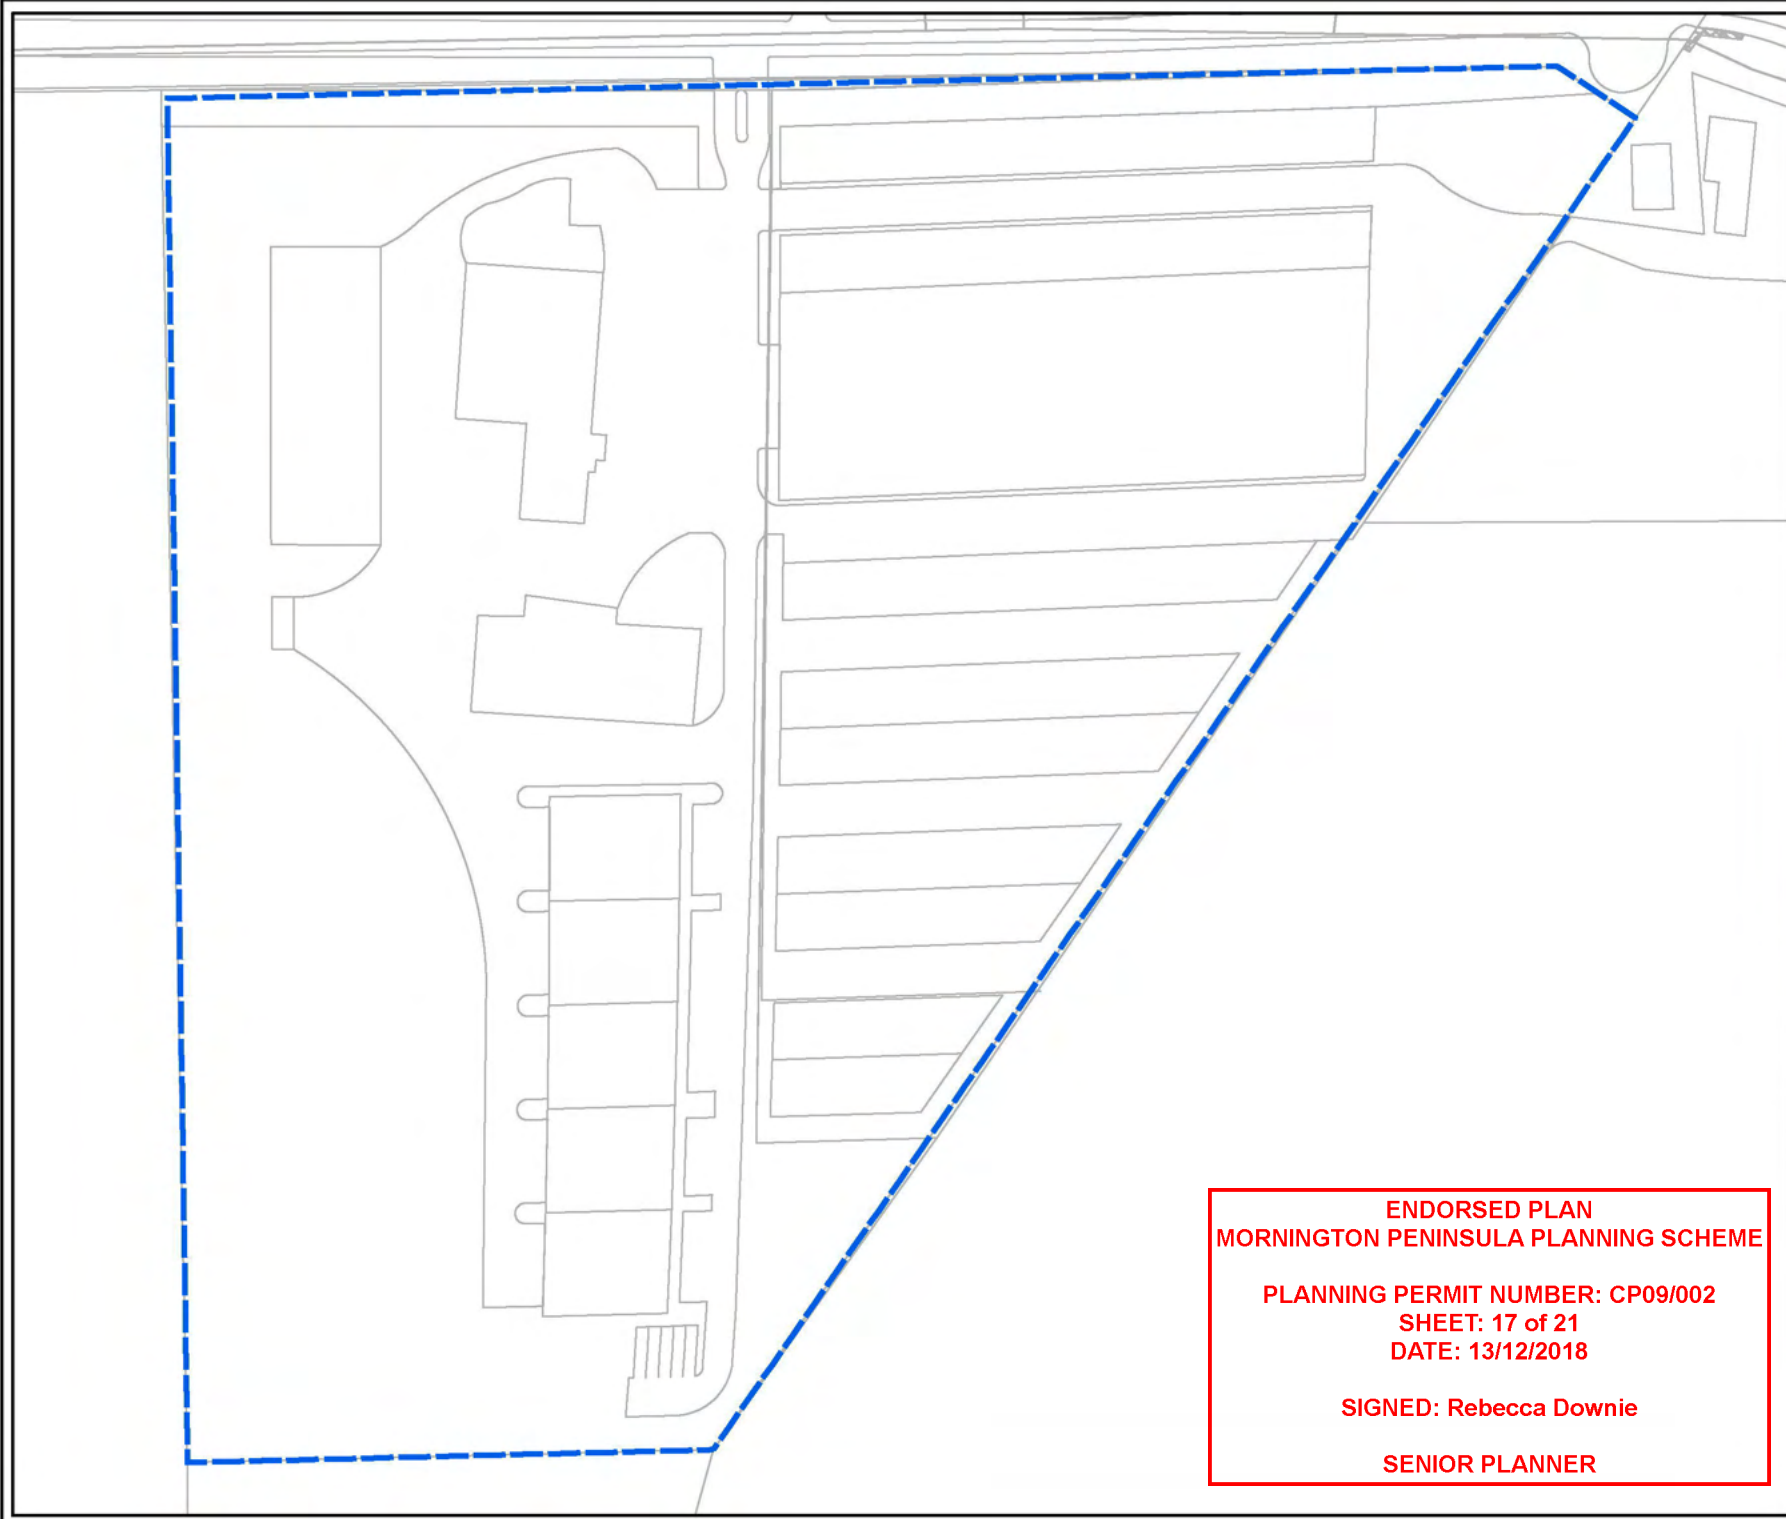 ENDORSED PLAN
MORNINGTON PENINSULA PLANNING SCHEME
PLANNING PERMIT NUMBER: CP09/002
SHEET: 17 of 21
DATE: 13/12/2018
SIGNED: Rebecca Downie
SENIOR PLANNER